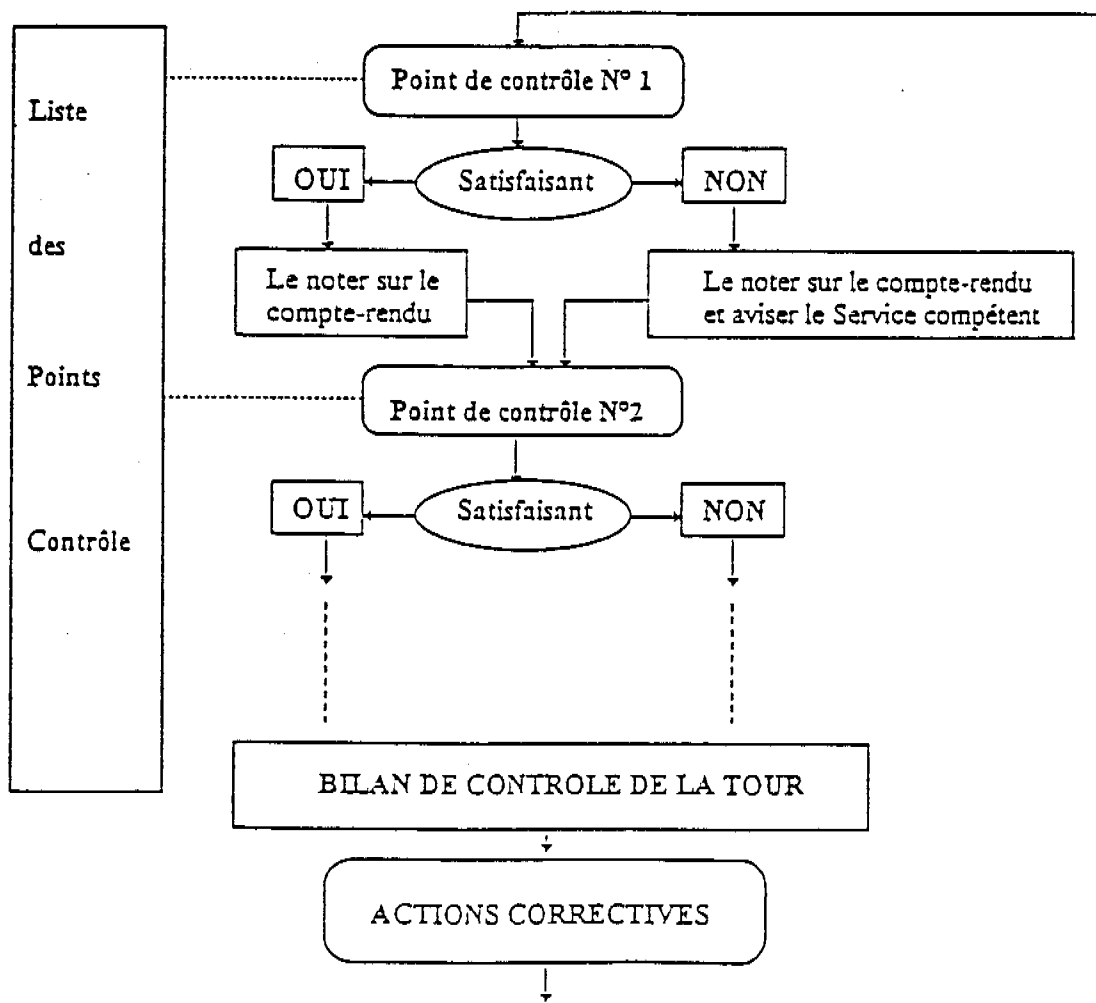 Liste
des
Points
Contrôle
Point de contrôle N° 1
Satisfaisant
OUI
NON
Le noter sur le
compte-rendu
Le noter sur le compte-rendu
et aviser le Service compétent
Point de contrôle N°2
Satisfaisant
OUI
NON
BILAN DE CONTROLE DE LA TOUR
ACTIONS CORRECTIVES